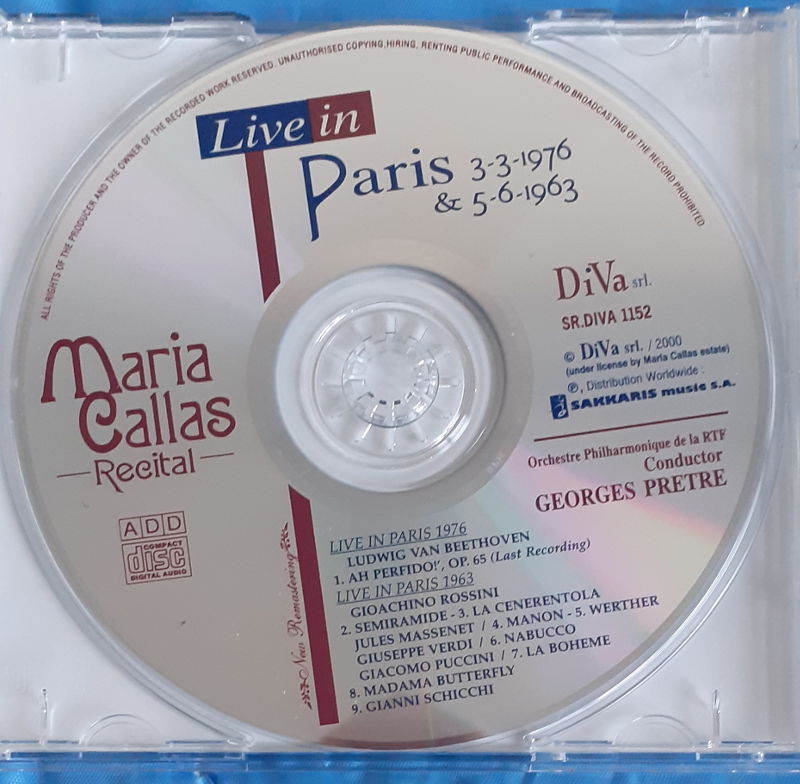 ALL RIGHTS OF THE PRODUCER AND THE OWNER OF THE RECORDED WORK RESERVED. UNAUTHORISED COPYING, HIRING, RENTING PUBLIC PERFORMANCE AND BROADCASTING OF THE RECORD PROHIBITED.
Live in
Paris 3-3-1976
& 5-6-1963
DiVa srl.
SR.DIVA 1152
© DiVa srl. / 2000
(under license by Maria Callas estate)
℗, Distribution Worldwide :
SAKKARIS music S.A.
Maria
Callas
Recital
Orchestre Philharmonique de la RTF
Conductor
GEORGES PRETRE
ADD
COMPACT
disc
DIGITAL AUDIO
New Remastering
LIVE IN PARIS 1976
LUDWIG VAN BEETHOVEN
1. AH PERFIDO!', OP. 65 (Last Recording)
LIVE IN PARIS 1963
GIOACHINO ROSSINI
2. SEMIRAMIDE - 3. LA CENERENTOLA
JULES MASSENET / 4. MANON - 5. WERTHER
GIUSEPPE VERDI / 6. NABUCCO
GIACOMO PUCCINI / 7. LA BOHEME
8. MADAMA BUTTERFLY
9. GIANNI SCHICCHI